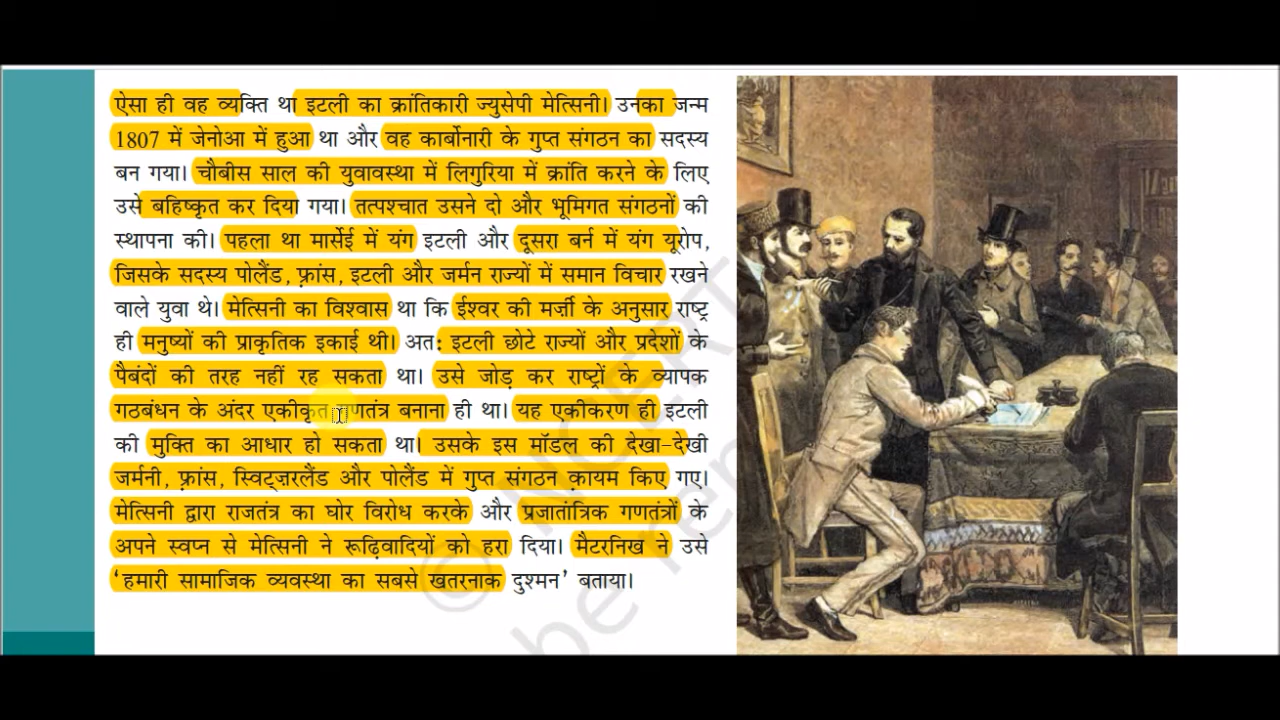 ऐसा ही वह व्यक्ति था इटली का क्रांतिकारी ज्युसेपी मेत्सिनी। उनका जन्म
1807 में जेनोआ में हुआ था और वह कार्बोनारी के गुप्त संगठन का सदस्य
बन गया। चौबीस साल की युवावस्था में लिगुरिया में क्रांति करने के लिए
उसे बहिष्कृत कर दिया गया। तत्पश्चात उसने दो और भूमिगत संगठनों की
स्थापना की। पहला था मार्सेई में यंग इटली और दूसरा बर्न में यंग यूरोप,
जिसके सदस्य पोलैंड, फ़्रांस, इटली और जर्मन राज्यों में समान विचार रखने
वाले युवा थे। मेत्सिनी का विश्वास था कि ईश्वर की मर्ज़ी के अनुसार राष्ट्र
ही मनुष्यों की प्राकृतिक इकाई थी। अत: इटली छोटे राज्यों और प्रदेशों के
पैबंदों की तरह नहीं रह सकता था। उसे जोड़ कर राष्ट्रों के व्यापक
गठबंधन के अंदर एकीकृत गणतंत्र बनाना ही था। यह एकीकरण ही इटली
की मुक्ति का आधार हो सकता था। उसके इस मॉडल की देखा-देखी
जर्मनी, फ़्रांस, स्विट्ज़रलैंड और पोलैंड में गुप्त संगठन क़ायम किए गए।
मेत्सिनी द्वारा राजतंत्र का घोर विरोध करके और प्रजातांत्रिक गणतंत्रों के
अपने स्वप्न से मेत्सिनी ने रूढ़िवादियों को हरा दिया। मैटरनिख ने उसे
‘हमारी सामाजिक व्यवस्था का सबसे खतरनाक दुश्मन’ बताया।
© NCERT
be